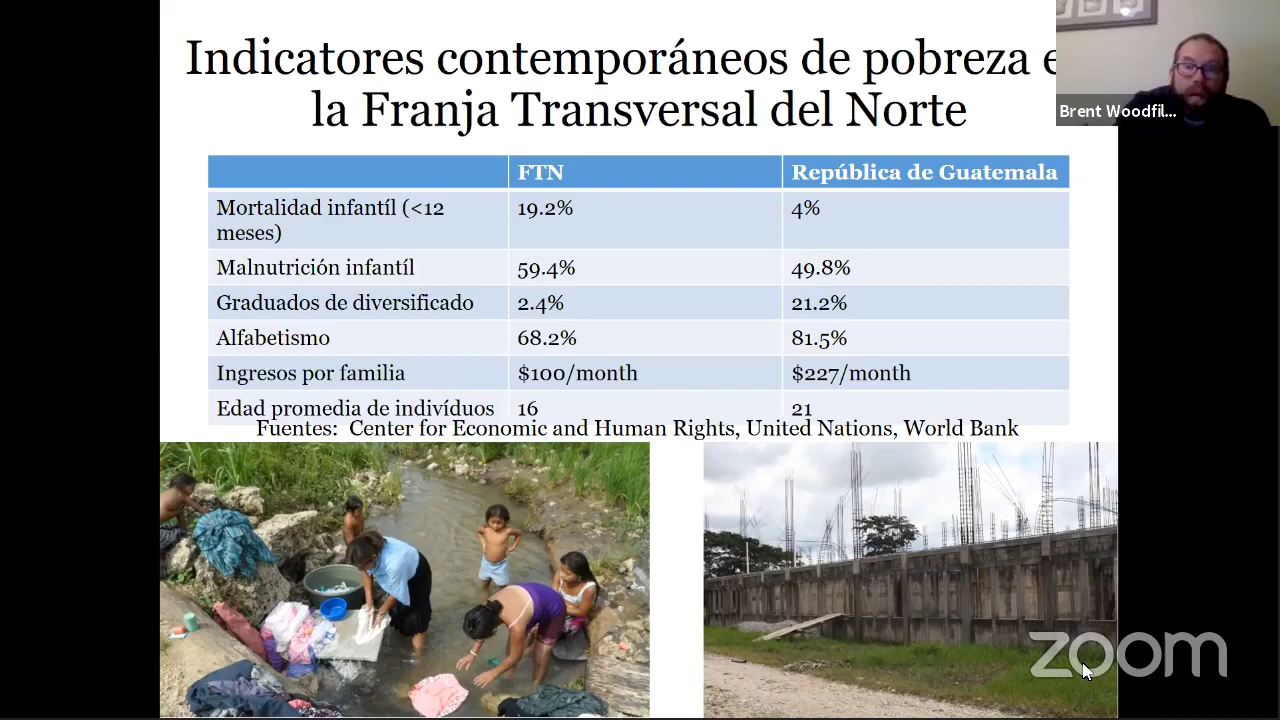 Indicatores contemporáneos de pobreza e
la Franja Transversal del Norte
Brent Woodfil...
FTN República de Guatemala
Mortalidad infantíl (<12 19.2% 4%
meses)
Malnutrición infantíl 59.4% 49.8%
Graduados de diversificado 2.4% 21.2%
Alfabetismo 68.2% 81.5%
Ingresos por familia $100/month $227/month
Edad promedia de indivíduos 16 21
Fuentes: Center for Economic and Human Rights, United Nations, World Bank
zoom